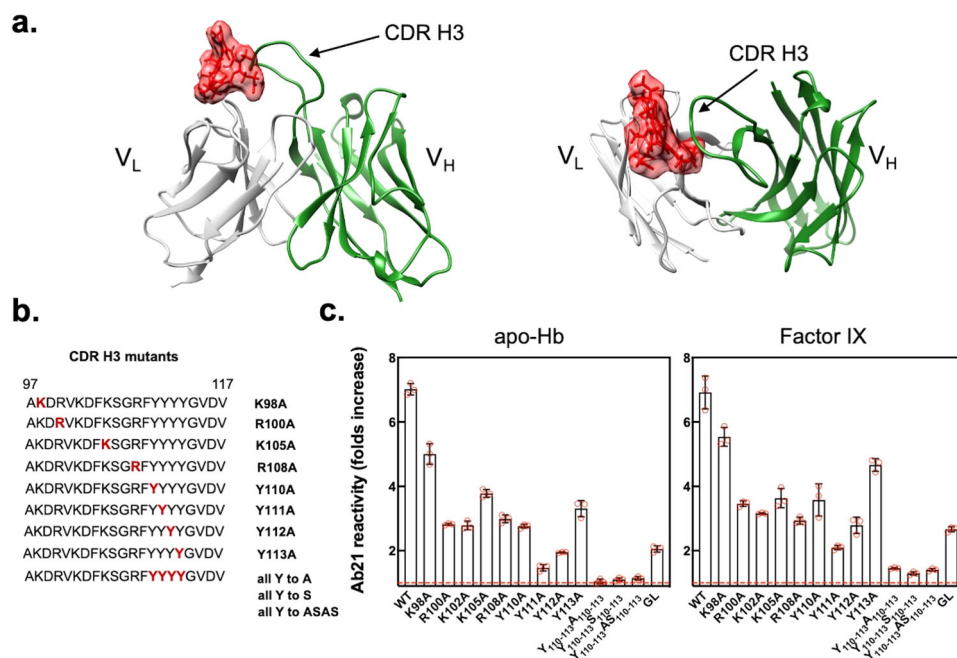 a.
CDR H3
CDR H3
V_L
V_H
V_L
V_H
b.
CDR H3 mutants
97 117
AKDRVKDFKSGRFYYYYGVDV K98A
AKDRVKDFKSGRFYYYYGVDV R100A
AKDRVKDFKSGRFYYYYGVDV K105A
AKDRVKDFKSGRFYYYYGVDV R108A
AKDRVKDFKSGRFYYYYGVDV Y110A
AKDRVKDFKSGRFYYYYGVDV Y111A
AKDRVKDFKSGRFYYYYGVDV Y112A
AKDRVKDFKSGRFYYYYGVDV Y113A
AKDRVKDFKSGRFYYYYGVDV all Y to A
all Y to S
all Y to ASAS
c.
apo-Hb
Factor IX
Ab21 reactivity (folds increase)
8
6
4
2
WT K98A R100A K102A K105A R108A Y110A Y111A Y112A Y113A Y110-113A110-113 Y110-113S110-113 Y110-113AS110-113 GL
8
6
4
2
WT K98A R100A K102A K105A R108A Y110A Y111A Y112A Y113A Y110-113A110-113 Y110-113S110-113 Y110-113AS110-113 GL